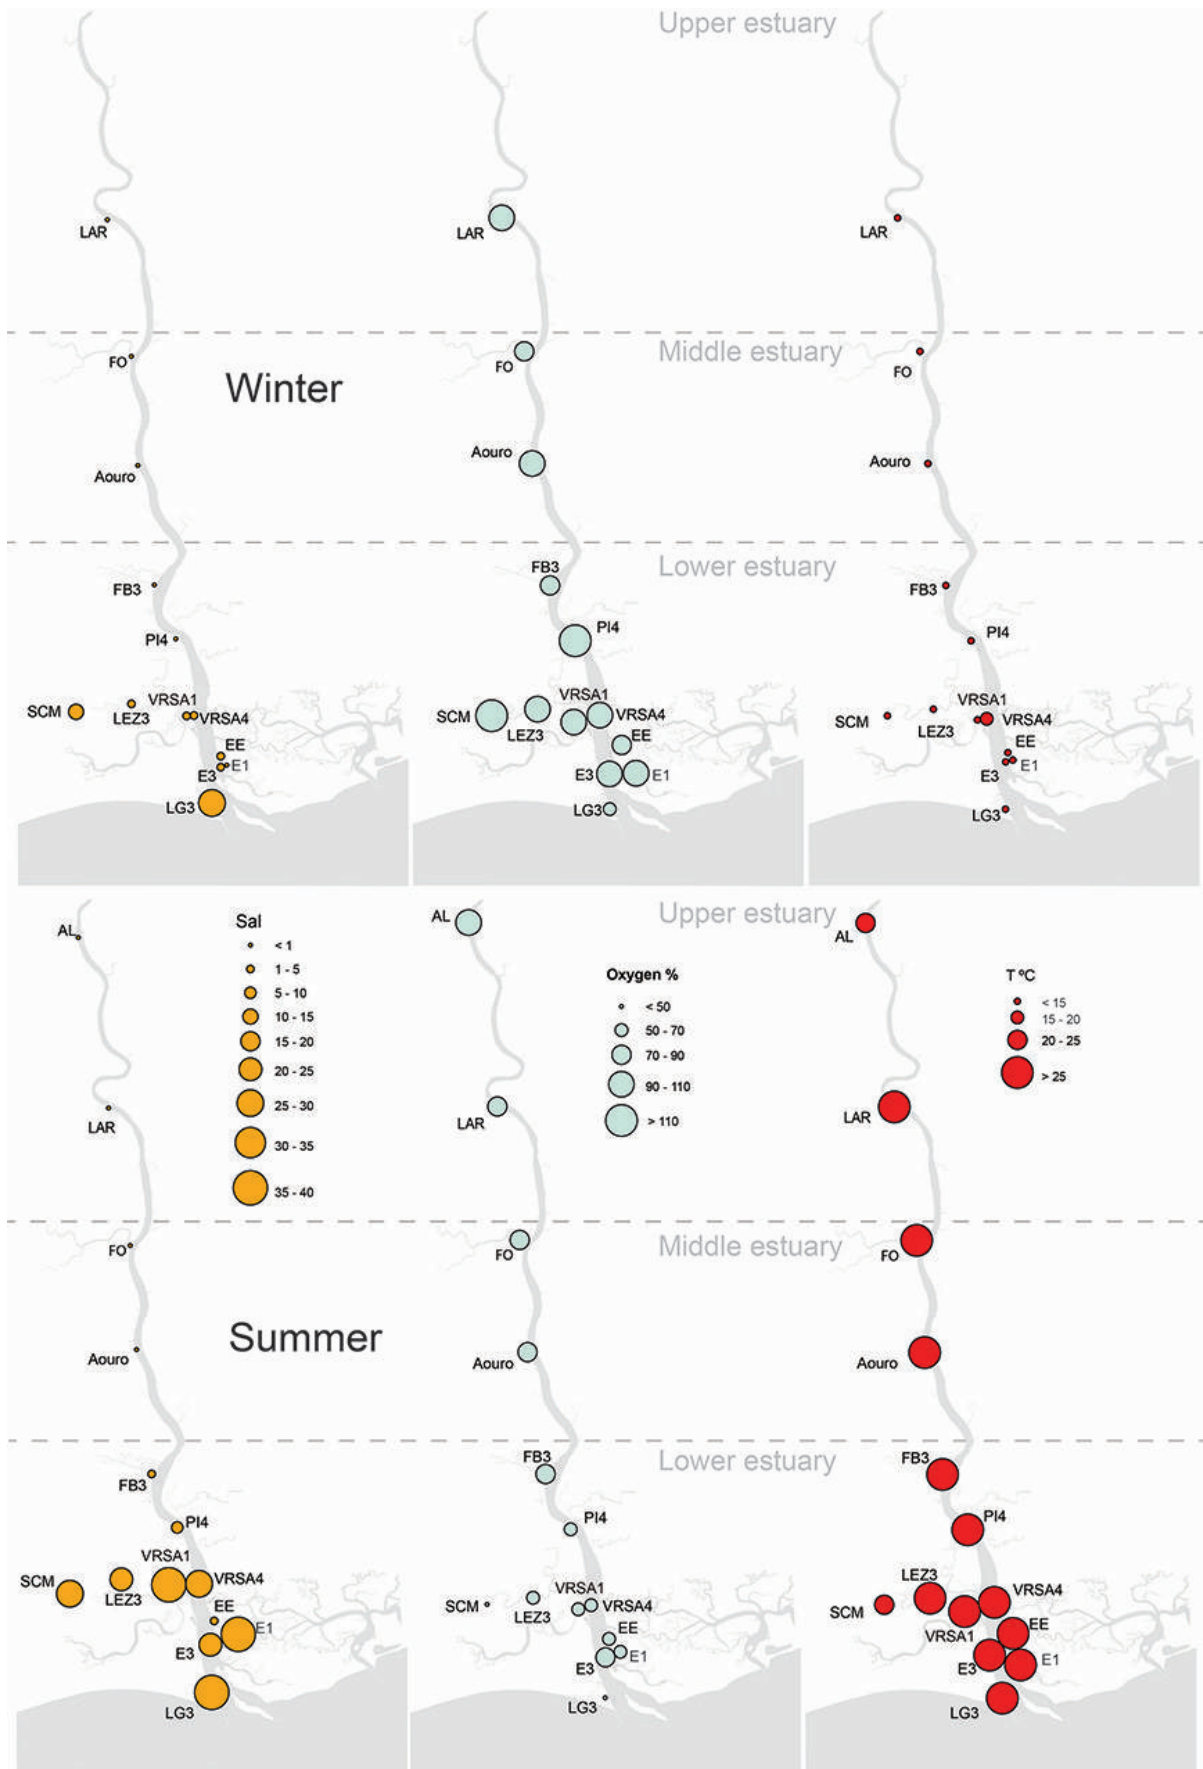 Upper estuary
LAR
LAR
LAR
Middle estuary
FO
FO
FO
Winter
Aouro
Aouro
Aouro
Lower estuary
FB3
FB3
FB3
PI4
PI4
PI4
SCM
LEZ3
VRSA1
VRSA4
EE
E1
E3
LG3
SCM
LEZ3
VRSA1
VRSA4
EE
E3
E1
LG3
SCM
LEZ3
VRSA1
VRSA4
EE
E1
E3
LG3
Upper estuary
AL
AL
AL
Sal
< 1
1 - 5
5 - 10
10 - 15
15 - 20
20 - 25
25 - 30
30 - 35
35 - 40
Oxygen %
< 50
50 - 70
70 - 90
90 - 110
> 110
T ºC
< 15
15 - 20
20 - 25
> 25
LAR
LAR
LAR
Middle estuary
FO
FO
FO
Summer
Aouro
Aouro
Aouro
Lower estuary
FB3
FB3
FB3
PI4
PI4
PI4
SCM
LEZ3
VRSA1
VRSA4
EE
E1
E3
LG3
SCM
LEZ3
VRSA1
VRSA4
EE
E1
E3
LG3
LEZ3
SCM
VRSA1
VRSA4
EE
E3
E1
LG3